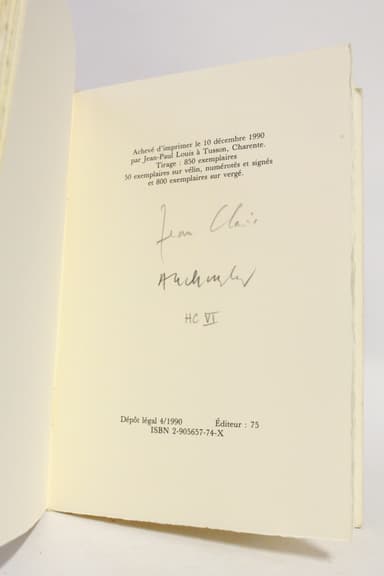 Achevé d'imprimer le 10 décembre 1990
par Jean-Paul Louis à Tusson, Charente.
Tirage : 850 exemplaires
50 exemplaires sur vélin, numérotés et signés
et 800 exemplaires sur vergé.
Jean Clair
HC VI
Dépôt légal 4/1990 Éditeur : 75
ISBN 2-905657-74-X